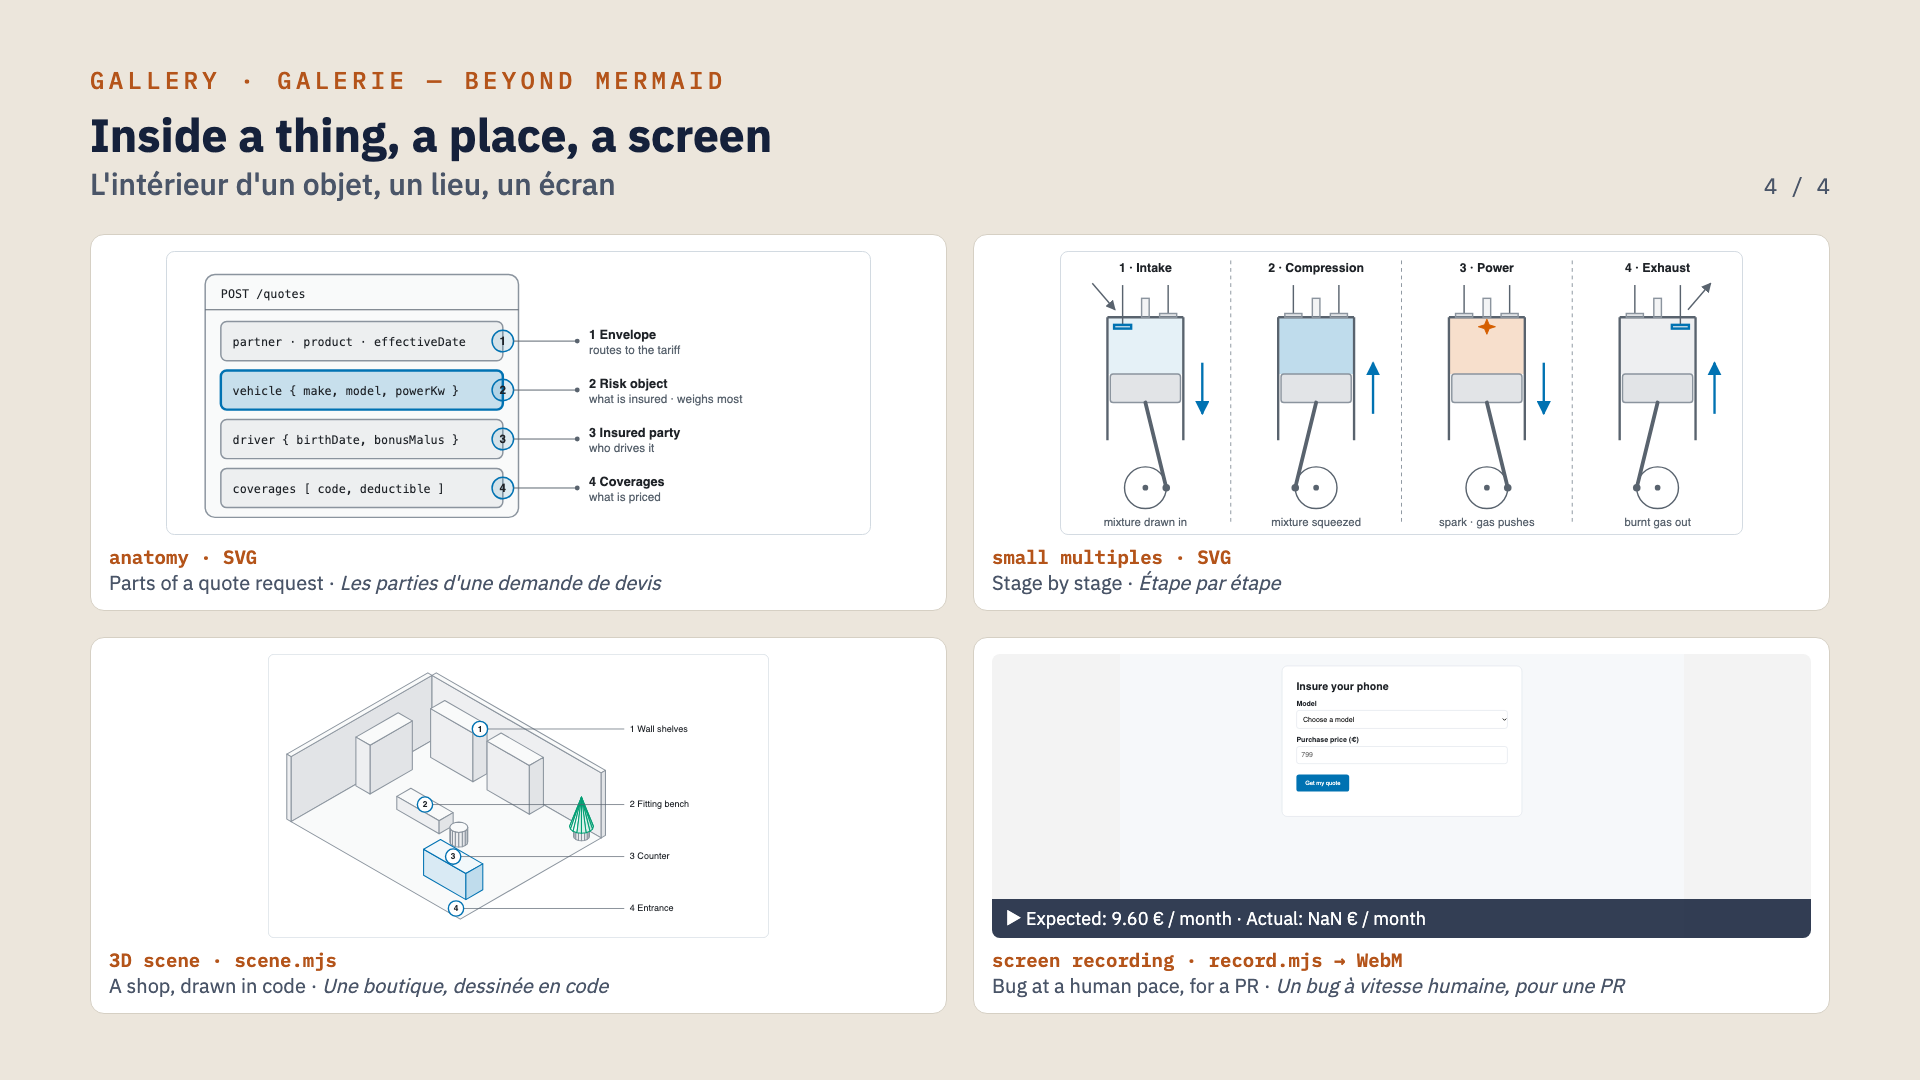 GALLERY · GALERIE — BEYOND MERMAID
Inside a thing, a place, a screen
L'intérieur d'un objet, un lieu, un écran
4 / 4
POST /quotes
partner · product · effectiveDate
1
1 Envelope
routes to the tariff
vehicle { make, model, powerKw }
2
2 Risk object
what is insured · weighs most
driver { birthDate, bonusMalus }
3
3 Insured party
who drives it
coverages [ code, deductible ]
4
4 Coverages
what is priced
anatomy · SVG
Parts of a quote request · Les parties d'une demande de devis
1 · Intake
2 · Compression
3 · Power
4 · Exhaust
mixture drawn in
mixture squeezed
spark · gas pushes
burnt gas out
small multiples · SVG
Stage by stage · Étape par étape
1
1 Wall shelves
2
2 Fitting bench
3
3 Counter
4
4 Entrance
3D scene · scene.mjs
A shop, drawn in code · Une boutique, dessinée en code
Insure your phone
Model
Choose a model
Purchase price (€)
799
Get my quote
▶ Expected: 9.60 € / month · Actual: NaN € / month
screen recording · record.mjs → WebM
Bug at a human pace, for a PR · Un bug à vitesse humaine, pour une PR